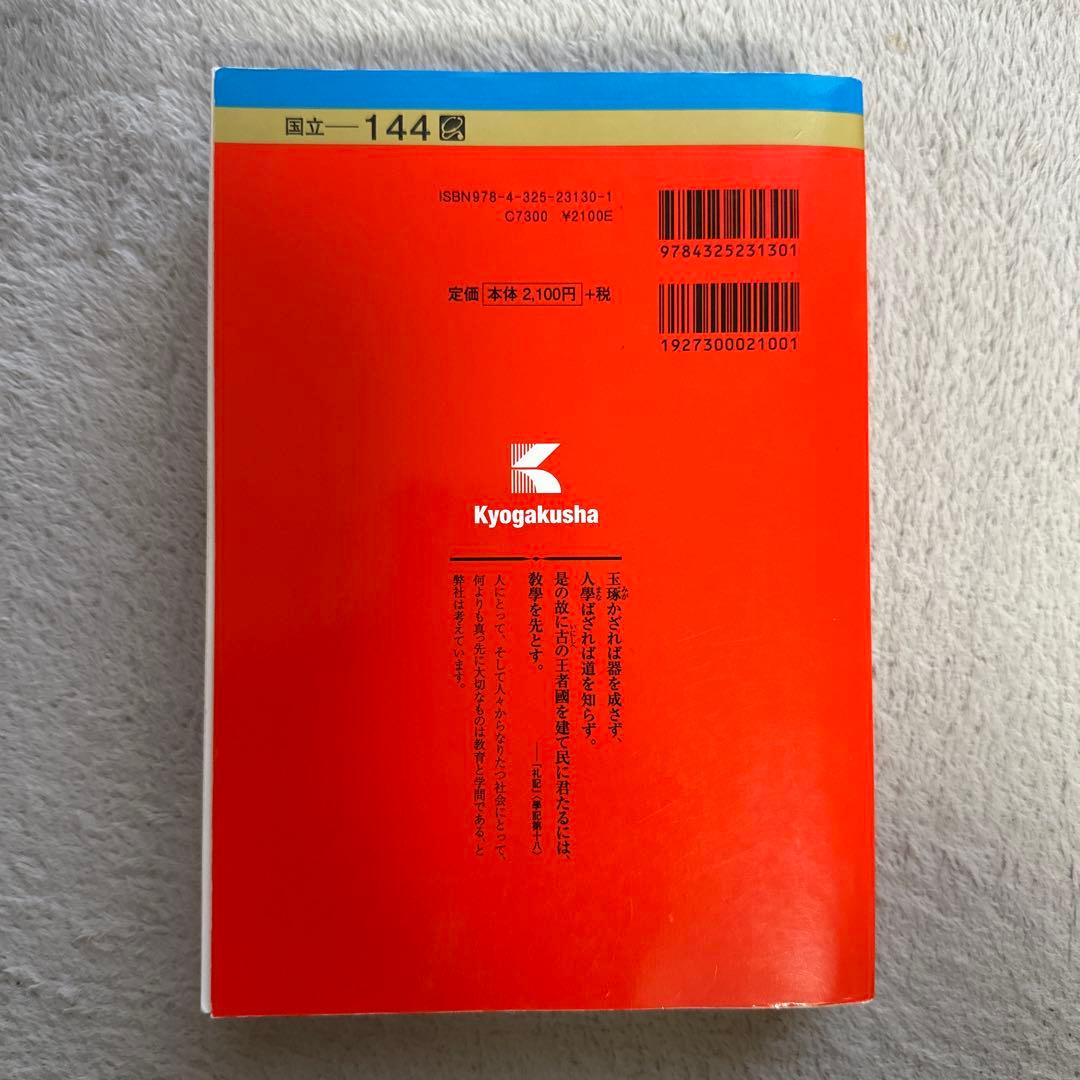 国立―144
ISBN978-4-325-23130-1
C7300 ¥2100E
9784325231301
定価 本体 2,100円 +税
1927300021001
Kyogakusha
玉琢かざれば器を成さず、
人學ばざれば道を知らず。
是の故に古の王者國を建て民に君たるには、
教學を先とす。
――「礼記」〈學記第十八〉
人にとって、そして人々からなりたつ社会にとって、
何よりも真っ先に大切なものは教育と学問である、と
弊社は考えています。